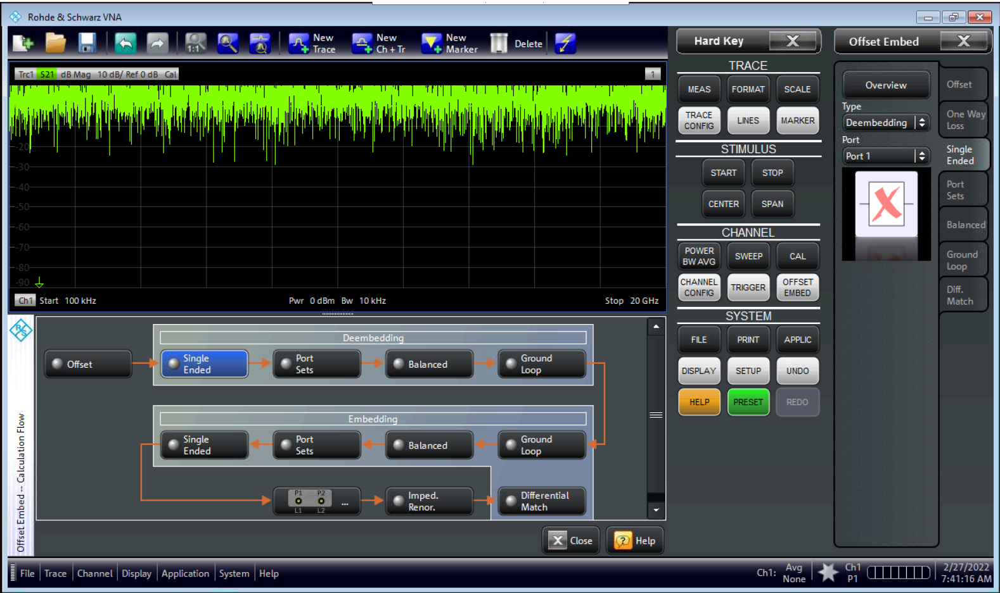 Rohde & Schwarz VNA
1:1
New
Trace
New
Ch + Tr
New
Marker
Delete
Hard Key
X
Offset Embed
X
Trc1 S21 dB Mag 10 dB/ Ref 0 dB Cal
1
-20
-30
-40
-50
-60
-70
-80
-90
Ch1 Start 100 kHz
Pwr 0 dBm Bw 10 kHz
Stop 20 GHz
TRACE
MEAS
FORMAT
SCALE
TRACE
CONFIG
LINES
MARKER
STIMULUS
START
STOP
CENTER
SPAN
CHANNEL
POWER
BW AVG
SWEEP
CAL
CHANNEL
CONFIG
TRIGGER
OFFSET
EMBED
SYSTEM
FILE
PRINT
APPLIC
DISPLAY
SETUP
UNDO
HELP
PRESET
REDO
Overview
Type
Deembedding
Port
Port 1
Offset
One Way
Loss
Single
Ended
Port
Sets
Balanced
Ground
Loop
Diff.
Match
R&S
Offset Embed -- Calculation Flow
Deembedding
Offset
Single
Ended
Port
Sets
Balanced
Ground
Loop
Embedding
Single
Ended
Port
Sets
Balanced
Ground
Loop
P1 P2
L1 L2
...
Imped.
Renor.
Differential
Match
X Close
? Help
File Trace Channel Display Application System Help
Ch1: Avg
None
Ch1
P1
2/27/2022
7:41:16 AM